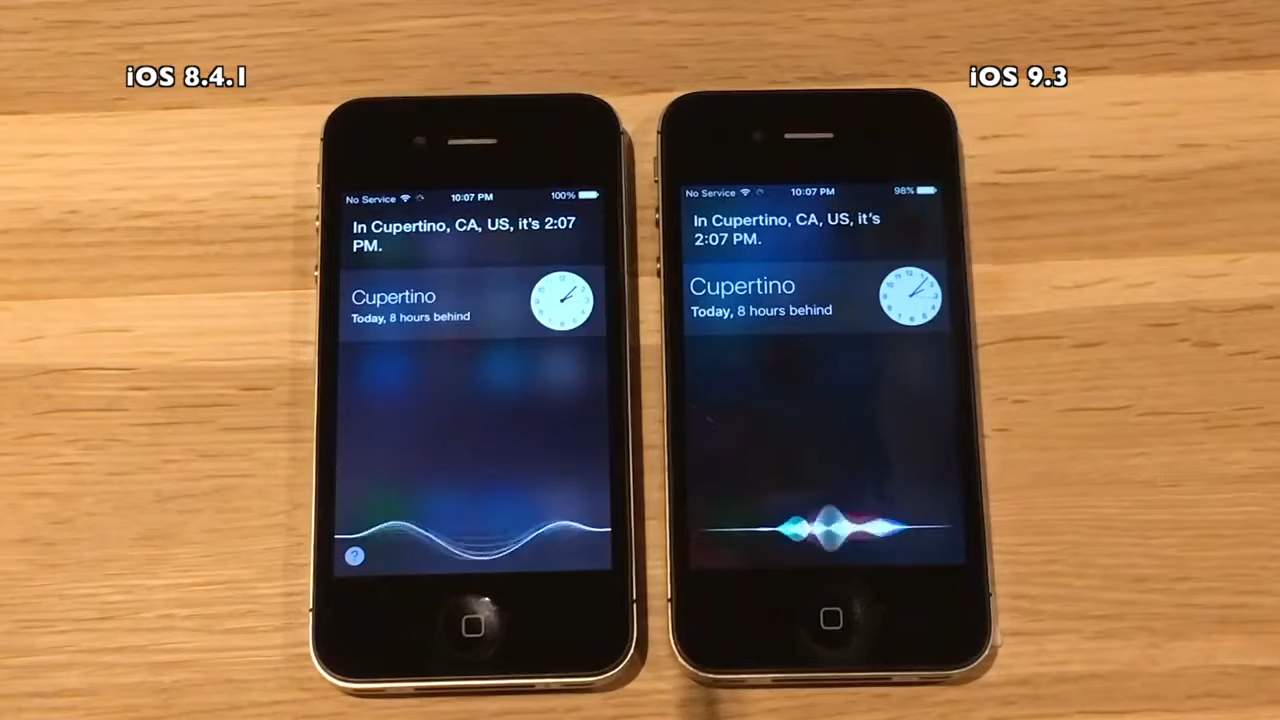 iOS 8.4.1
iOS 9.3
No Service 10:07 PM 100%
In Cupertino, CA, US, it's 2:07
PM.
Cupertino
Today, 8 hours behind
?
No Service 10:07 PM 98%
In Cupertino, CA, US, it's
2:07 PM.
Cupertino
Today, 8 hours behind